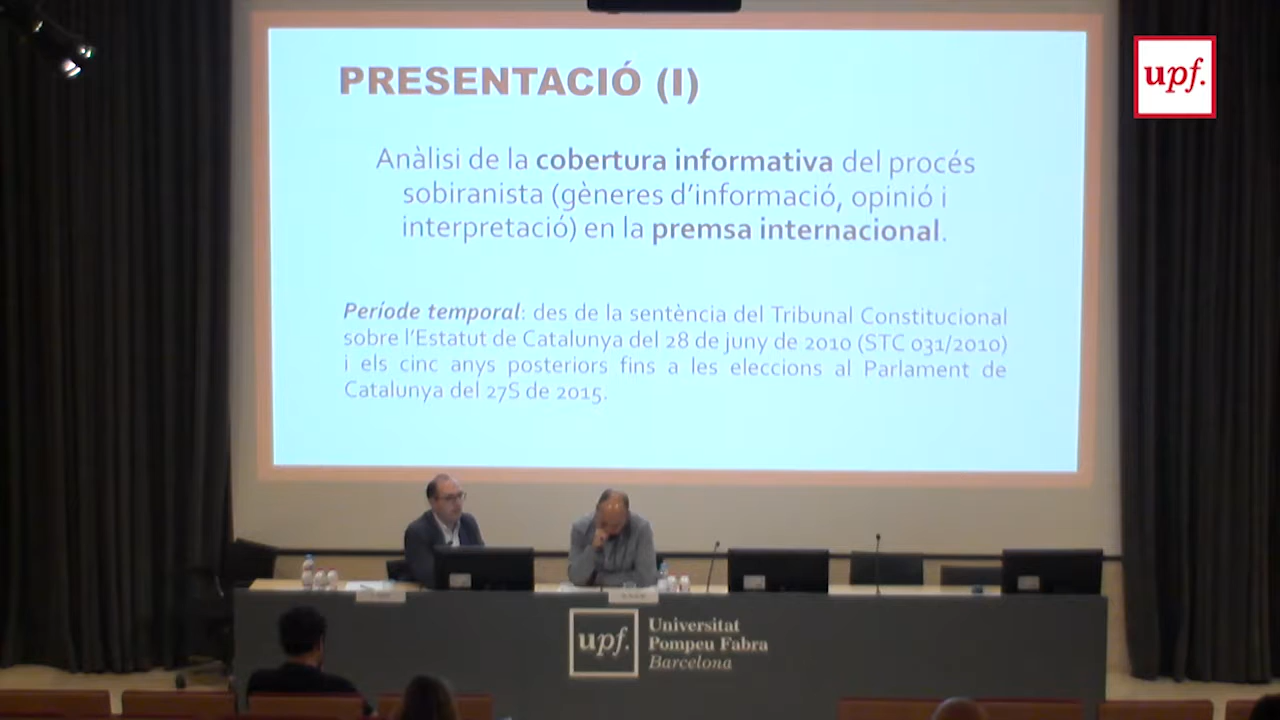 PRESENTACIÓ (I)
upf.
Anàlisi de la cobertura informativa del procés
sobiranista (gèneres d'informació, opinió i
interpretació) en la premsa internacional.
Període temporal: des de la sentència del Tribunal Constitucional
sobre l'Estatut de Catalunya del 28 de juny de 2010 (STC 031/2010)
i els cinc anys posteriors fins a les eleccions al Parlament de
Catalunya del 27S de 2015.
upf.
Universitat
Pompeu Fabra
Barcelona